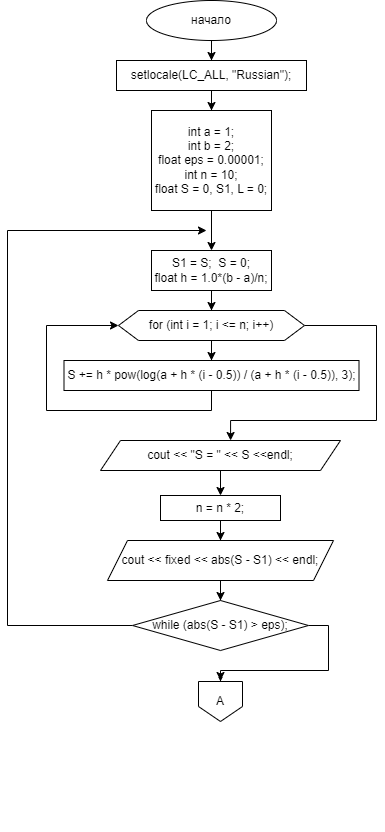 начало
setlocale(LC_ALL, "Russian");
int a = 1;
int b = 2;
float eps = 0.00001;
int n = 10;
float S = 0, S1, L = 0;
S1 = S;  S = 0;
float h = 1.0*(b - a)/n;
for (int i = 1; i <= n; i++)
S += h * pow(log(a + h * (i - 0.5)) / (a + h * (i - 0.5)), 3);
cout << "S = " << S <<endl;
n = n * 2;
cout << fixed << abs(S - S1) << endl;
while (abs(S - S1) > eps);
A